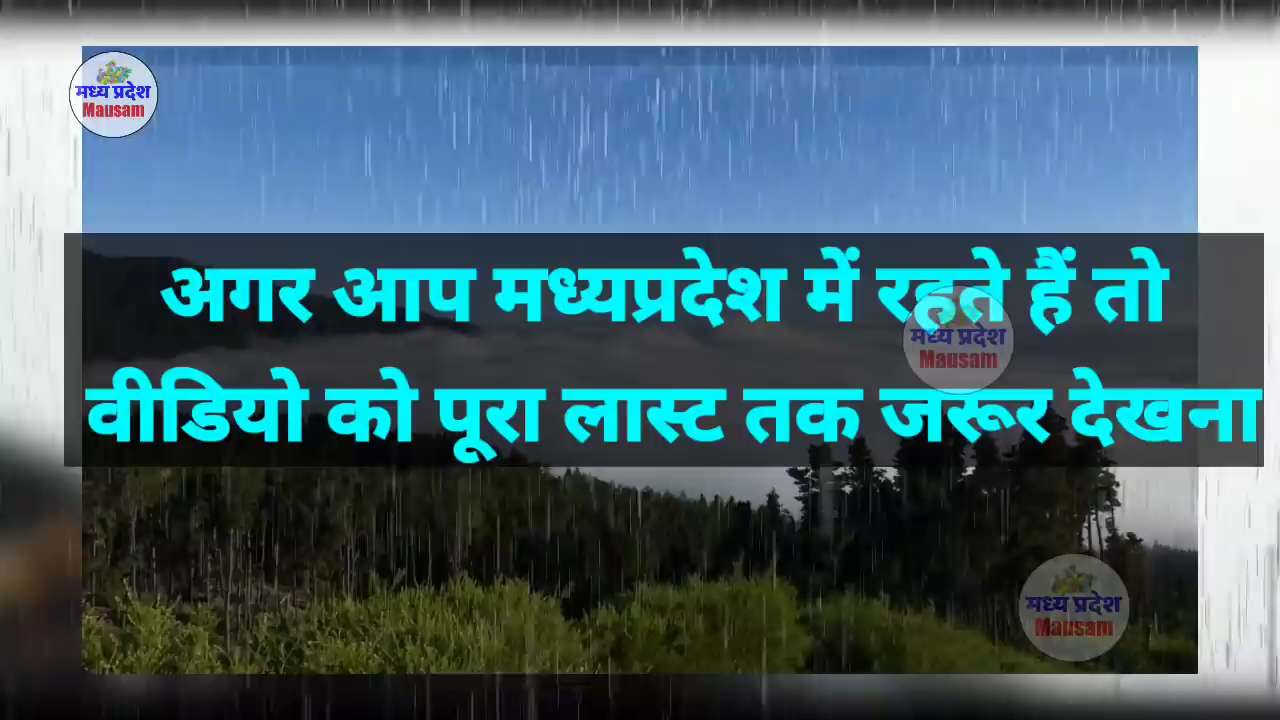 मध्य प्रदेश
Mausam
अगर आप मध्यप्रदेश में रहते हैं तो
मध्य प्रदेश
Mausam
वीडियो को पूरा लास्ट तक जरूर देखना
मध्य प्रदेश
Mausam